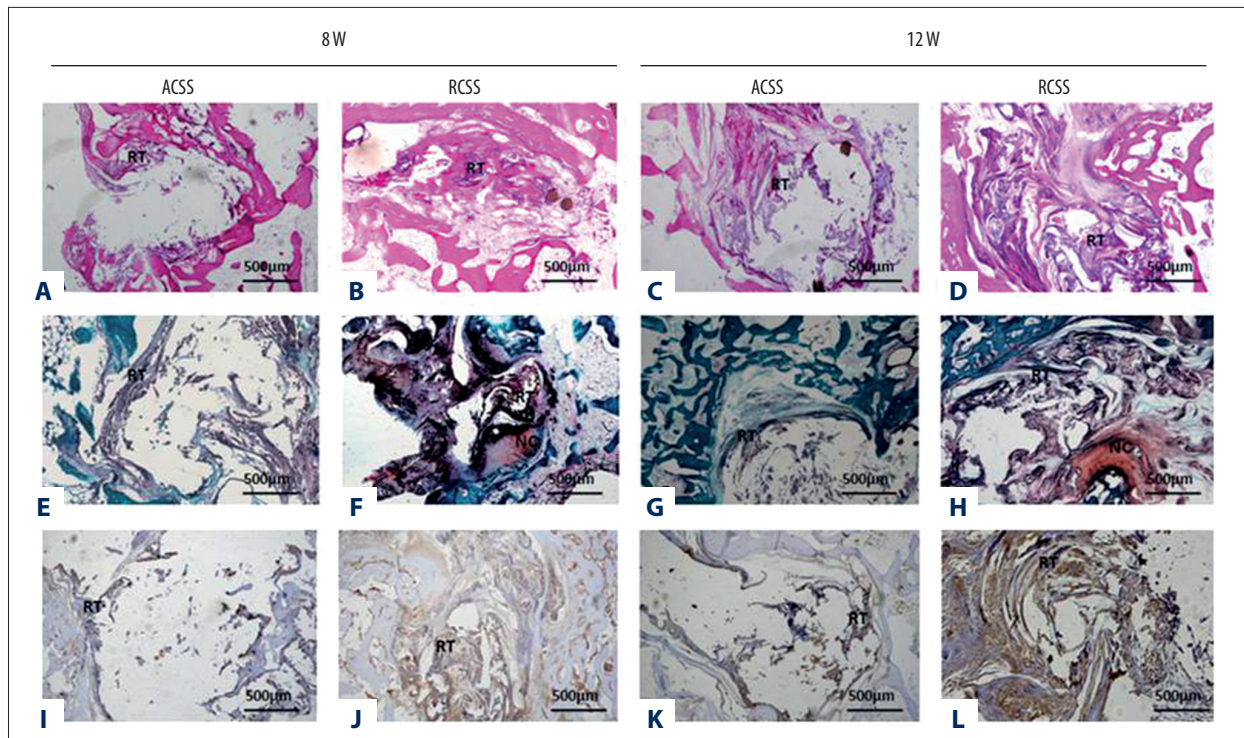 8 W 12 W
ACSS RCSS ACSS RCSS
RT RT RT RT
500µm 500µm 500µm 500µm
A B C D
RT RT RT RT
NC NC
500µm 500µm 500µm 500µm
E F G H
RT RT RT RT
500µm 500µm 500µm 500µm
I J K L